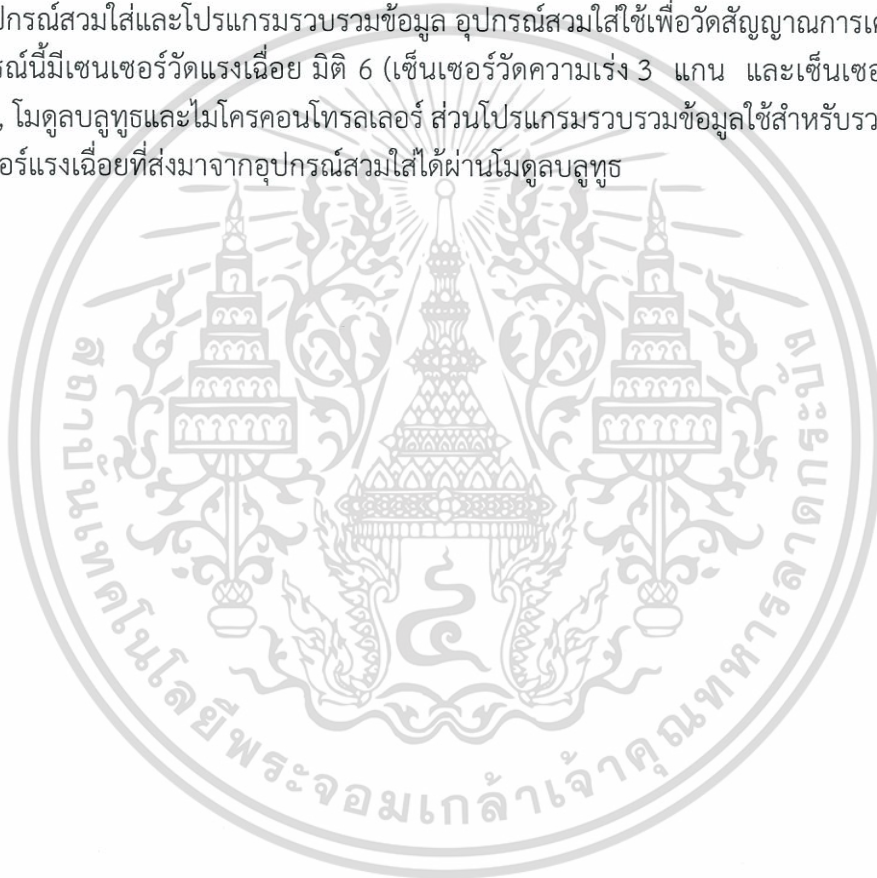 ปกรณ์สวมใส่และโปรแกรมรวบรวมข้อมูล อุปกรณ์สวมใส่ใช้เพื่อวัดสัญญาณการเค
รณ์นี้มีเซนเซอร์วัดแรงเฉื่อย มิติ 6 (เซ็นเซอร์วัดความเร่ง 3 แกน และเซ็นเซอ
, โมดูลบลูทูธและไมโครคอนโทรลเลอร์ ส่วนโปรแกรมรวบรวมข้อมูลใช้สำหรับรว
อร์แรงเฉื่อยที่ส่งมาจากอุปกรณ์สวมใส่ได้ผ่านโมดูลบลูทูธ
สถาบันเทคโนโลยีพระจอมเกล้าเจ้าคุณทหารลาดกระบัง